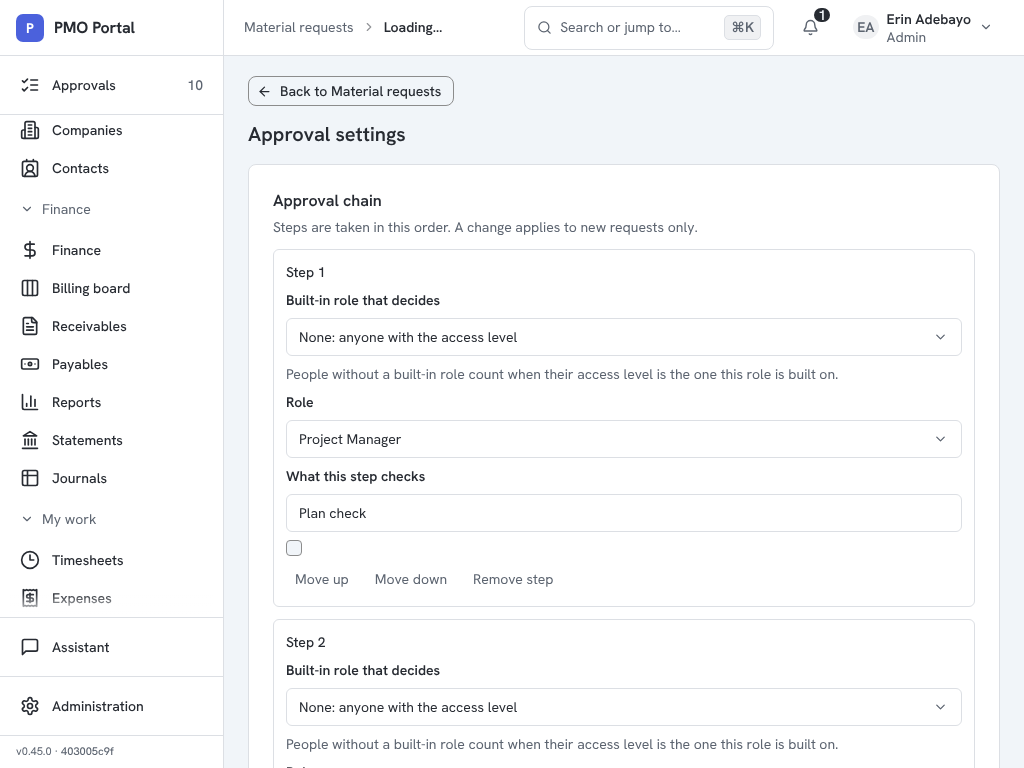 P PMO Portal
Material requests > Loading...
Search or jump to... ⌘K
1
EA
Erin Adebayo
Admin
Approvals 10
Companies
Contacts
Finance
Finance
Billing board
Receivables
Payables
Reports
Statements
Journals
My work
Timesheets
Expenses
Assistant
Administration
v0.45.0 · 403005c9f
Back to Material requests
Approval settings
Approval chain
Steps are taken in this order. A change applies to new requests only.
Step 1
Built-in role that decides
None: anyone with the access level
People without a built-in role count when their access level is the one this role is built on.
Role
Project Manager
What this step checks
Plan check
Move up Move down Remove step
Step 2
Built-in role that decides
None: anyone with the access level
People without a built-in role count when their access level is the one this role is built on.